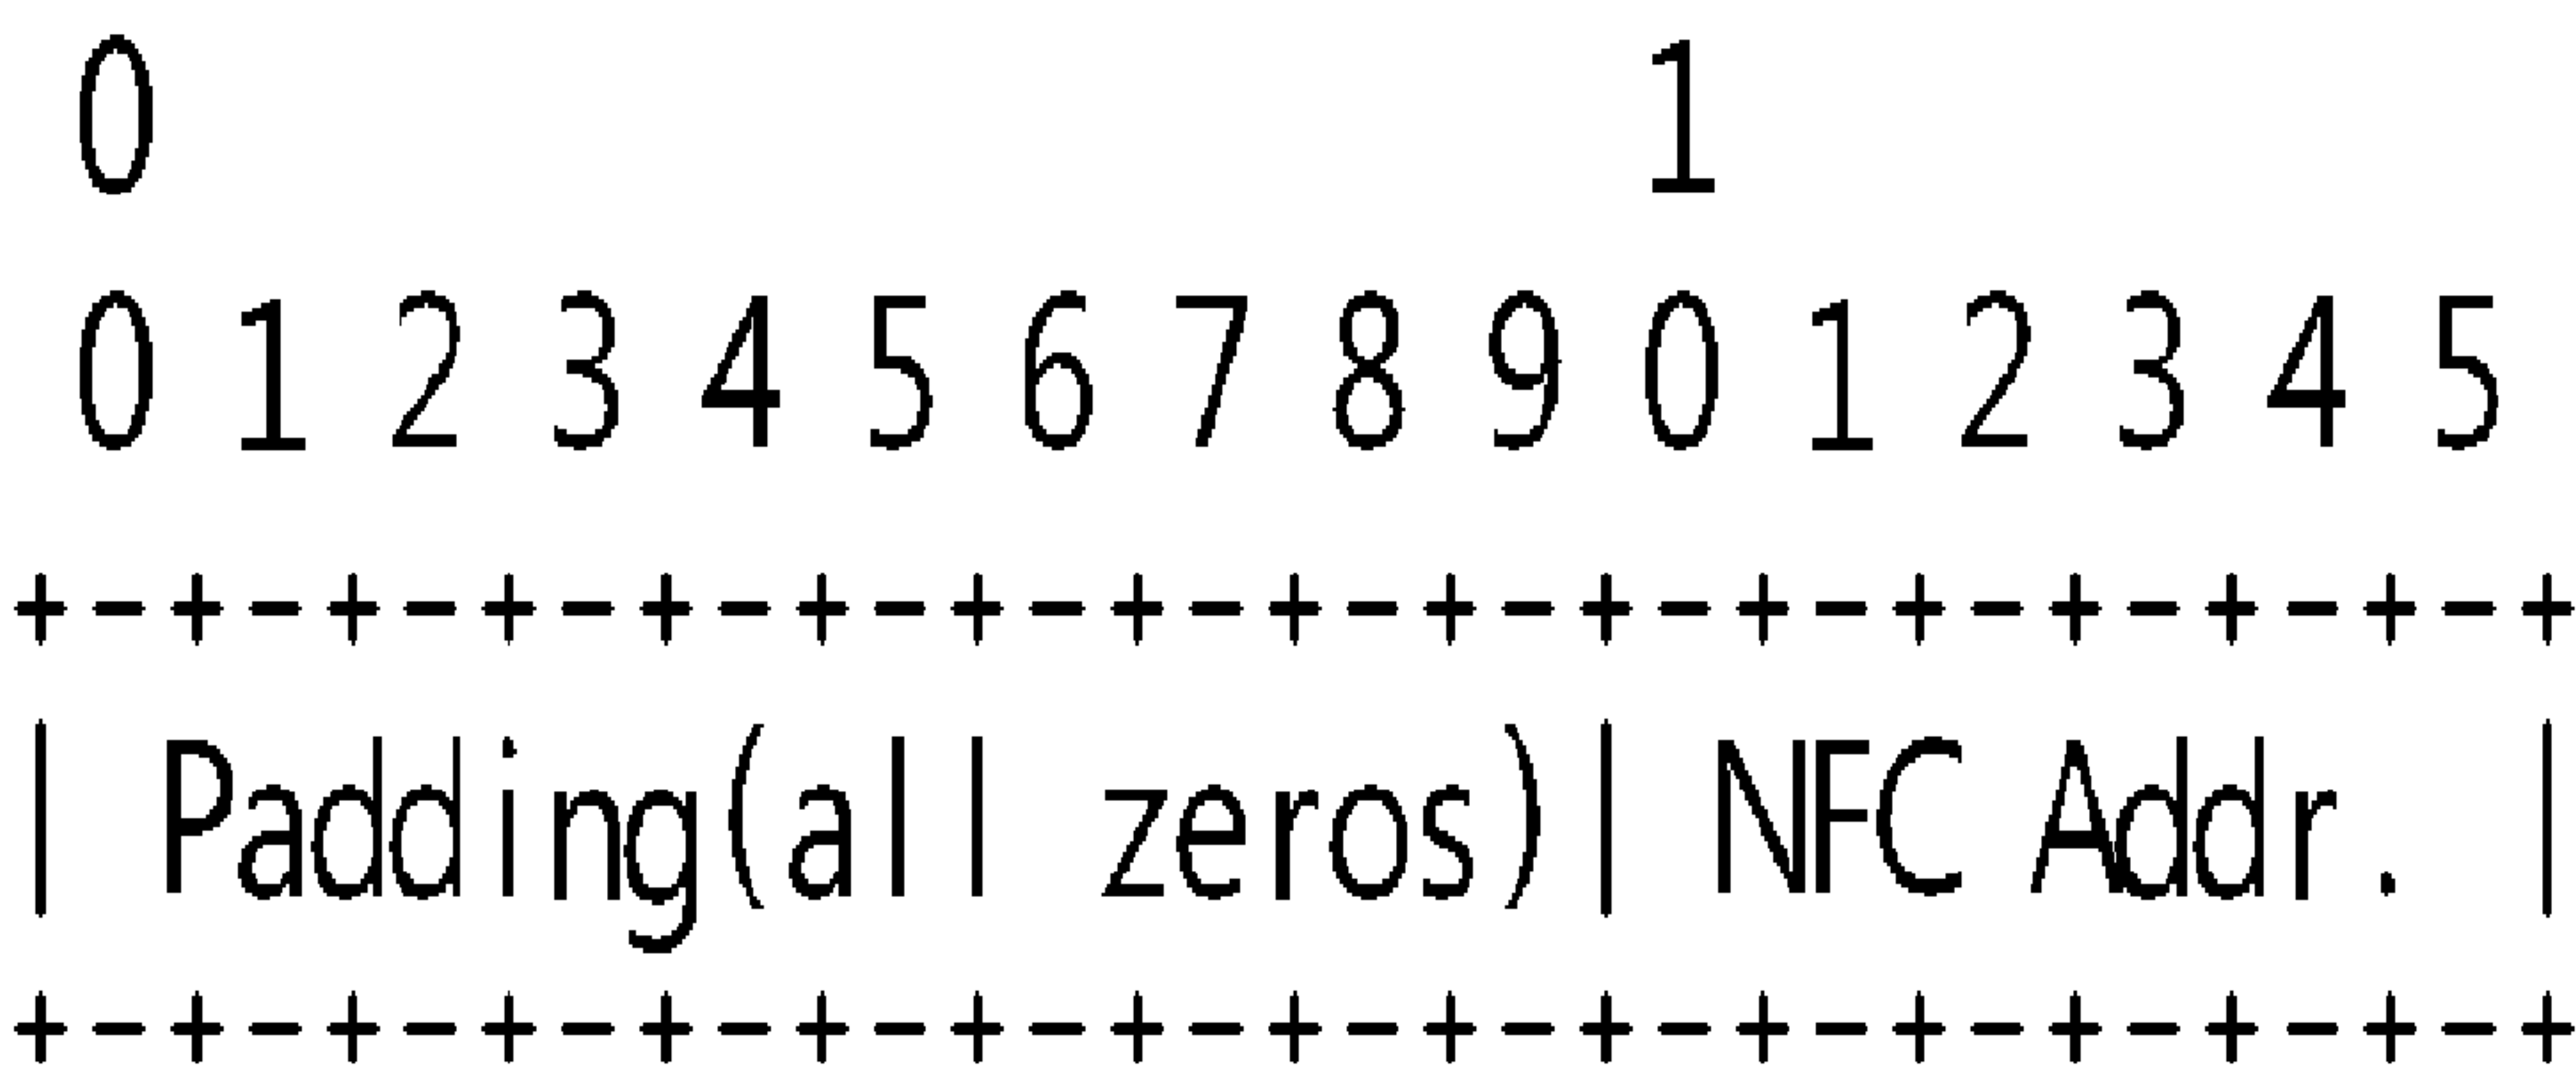 0                   1
0 1 2 3 4 5 6 7 8 9 0 1 2 3 4 5
+-+-+-+-+-+-+-+-+-+-+-+-+-+-+-+-+
| Padding(all zeros)| NFC Addr. |
+-+-+-+-+-+-+-+-+-+-+-+-+-+-+-+-+